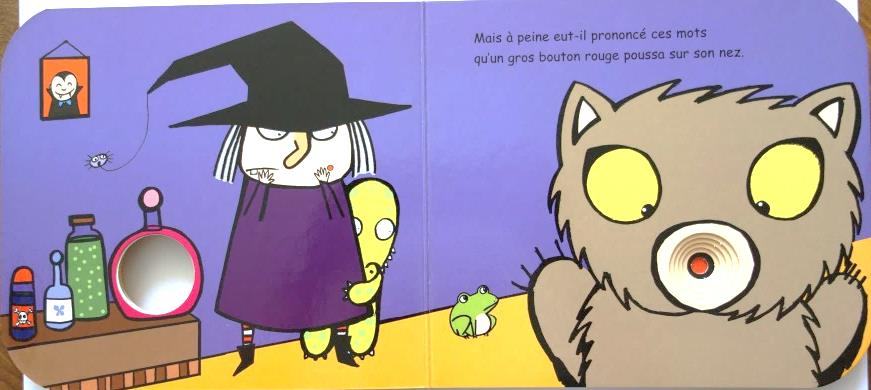 Mais à peine eut-il prononcé ces mots
qu'un gros bouton rouge poussa sur son nez.